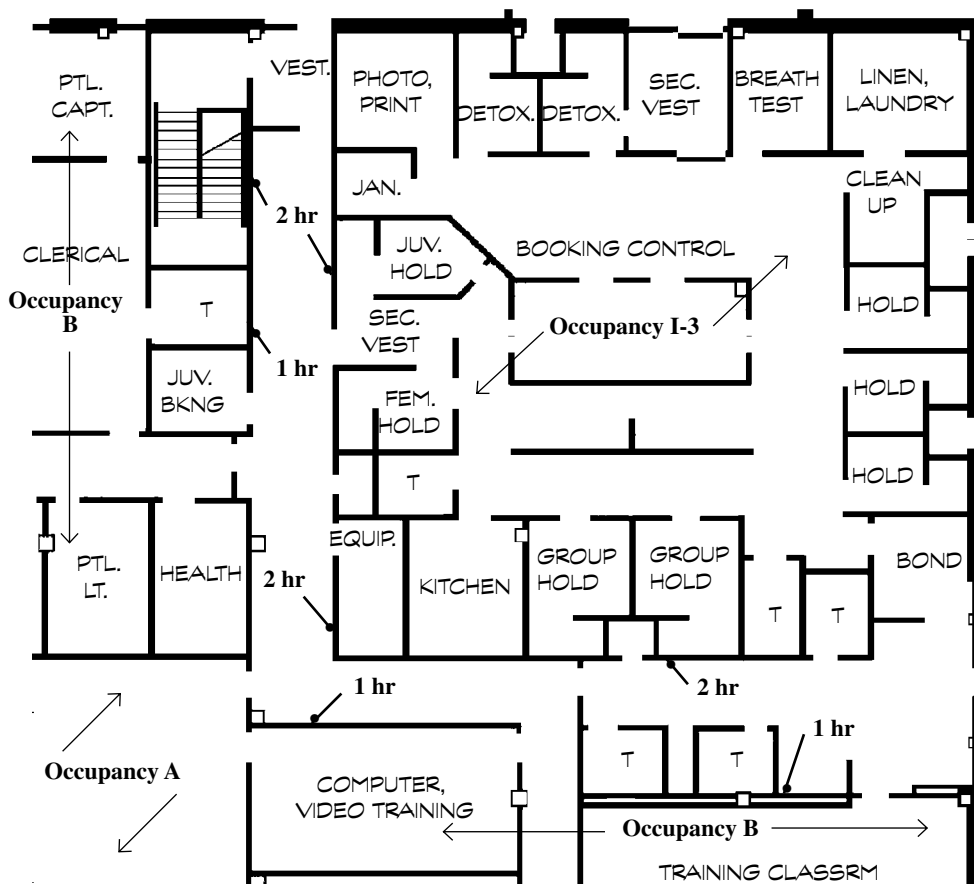 PTL.
CAPT.
VEST.
PHOTO,
PRINT
DETOX.
DETOX.
SEC.
VEST
BREATH
TEST
LINEN,
LAUNDRY
JAN.
CLEAN
UP
2 hr
CLERICAL
JUV.
HOLD
BOOKING CONTROL
Occupancy
B
T
HOLD
SEC.
VEST
Occupancy I-3
1 hr
JUV.
BKNG
FEM.
HOLD
HOLD
T
HOLD
EQUIP.
PTL.
LT.
HEALTH
2 hr
KITCHEN
GROUP
HOLD
GROUP
HOLD
T
T
BOND
1 hr
2 hr
1 hr
Occupancy A
COMPUTER,
VIDEO TRAINING
T
T
Occupancy B
TRAINING CLASSRM